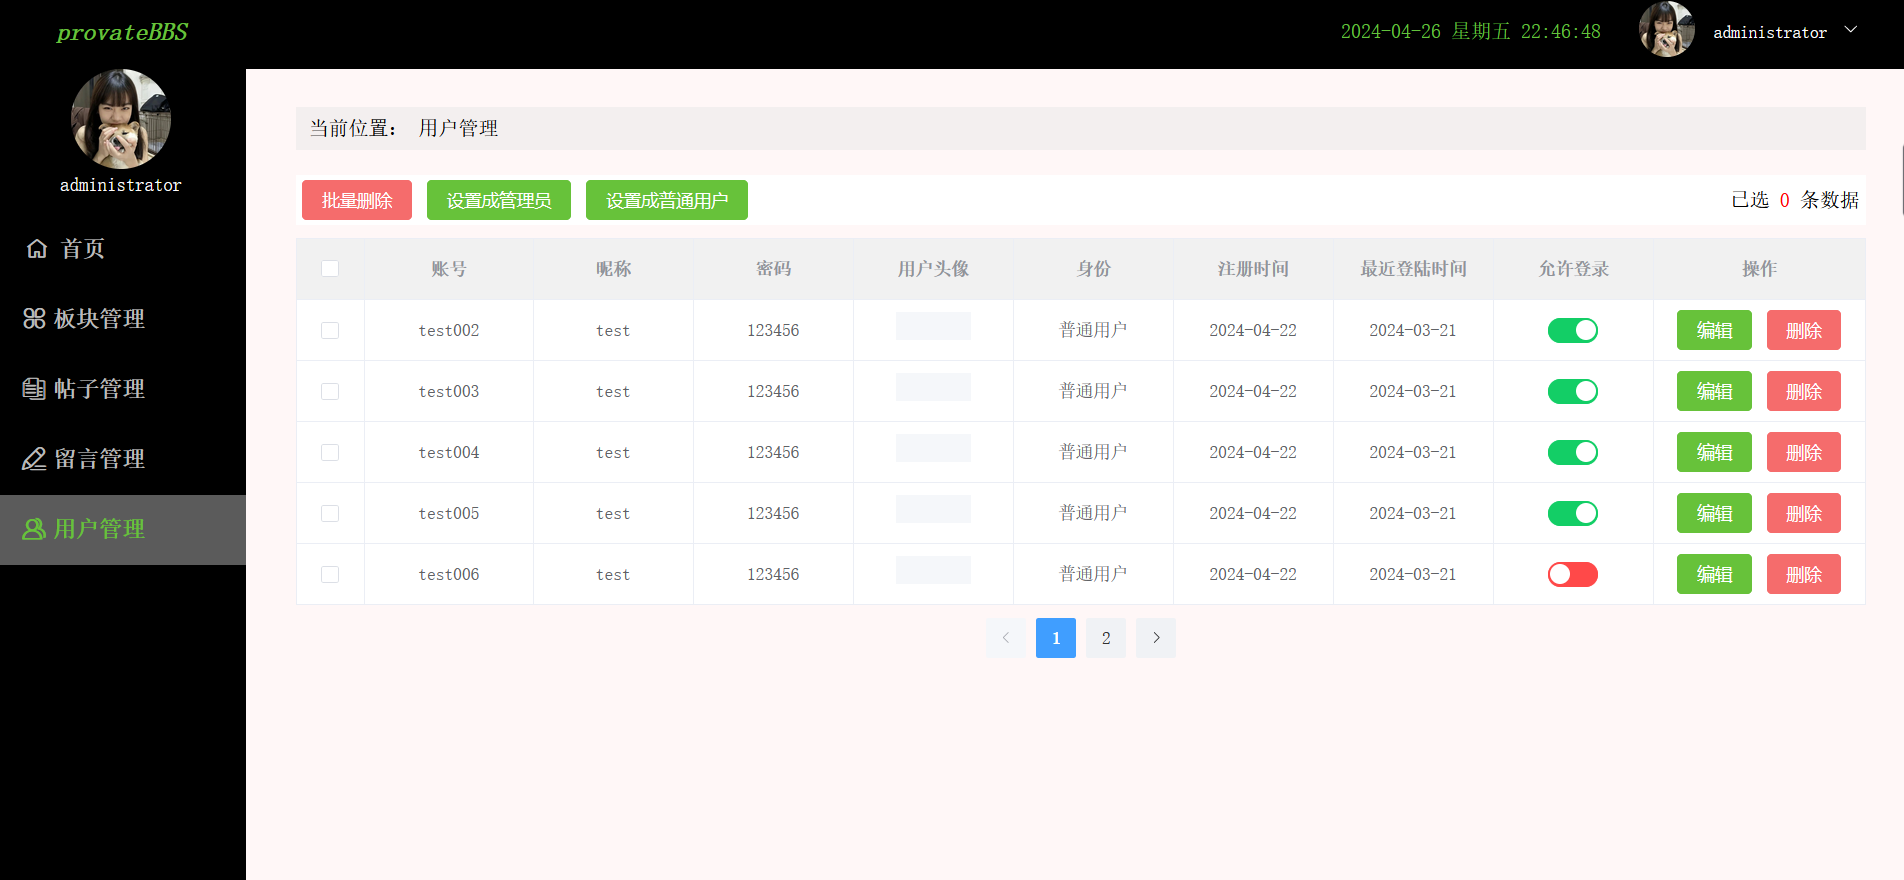 provateBBS
2024-04-26 星期五 22:46:48
administrator
administrator
首页
板块管理
帖子管理
留言管理
用户管理
当前位置： 用户管理
批量删除 设置成管理员 设置成普通用户 已选 0 条数据
账号 昵称 密码 用户头像 身份 注册时间 最近登陆时间 允许登录 操作
test002 test 123456 普通用户 2024-04-22 2024-03-21 编辑 删除
test003 test 123456 普通用户 2024-04-22 2024-03-21 编辑 删除
test004 test 123456 普通用户 2024-04-22 2024-03-21 编辑 删除
test005 test 123456 普通用户 2024-04-22 2024-03-21 编辑 删除
test006 test 123456 普通用户 2024-04-22 2024-03-21 编辑 删除
1 2